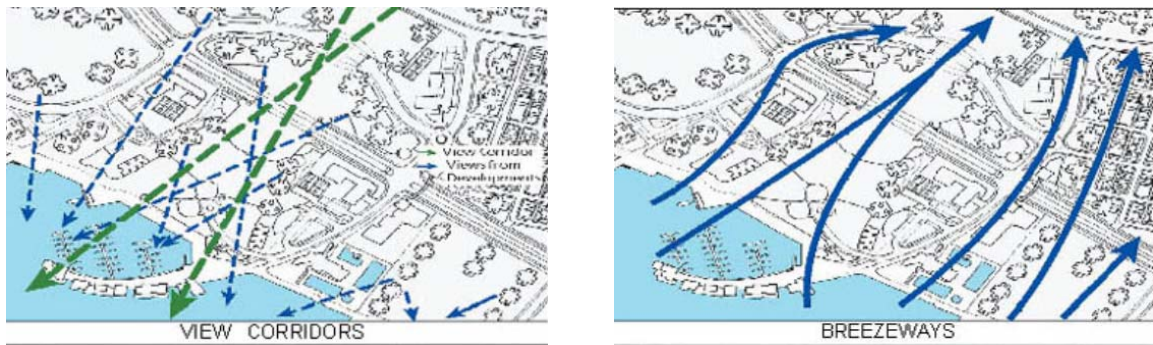 View Corridor
Views from
Developments
VIEW CORRIDORS
BREEZEWAYS